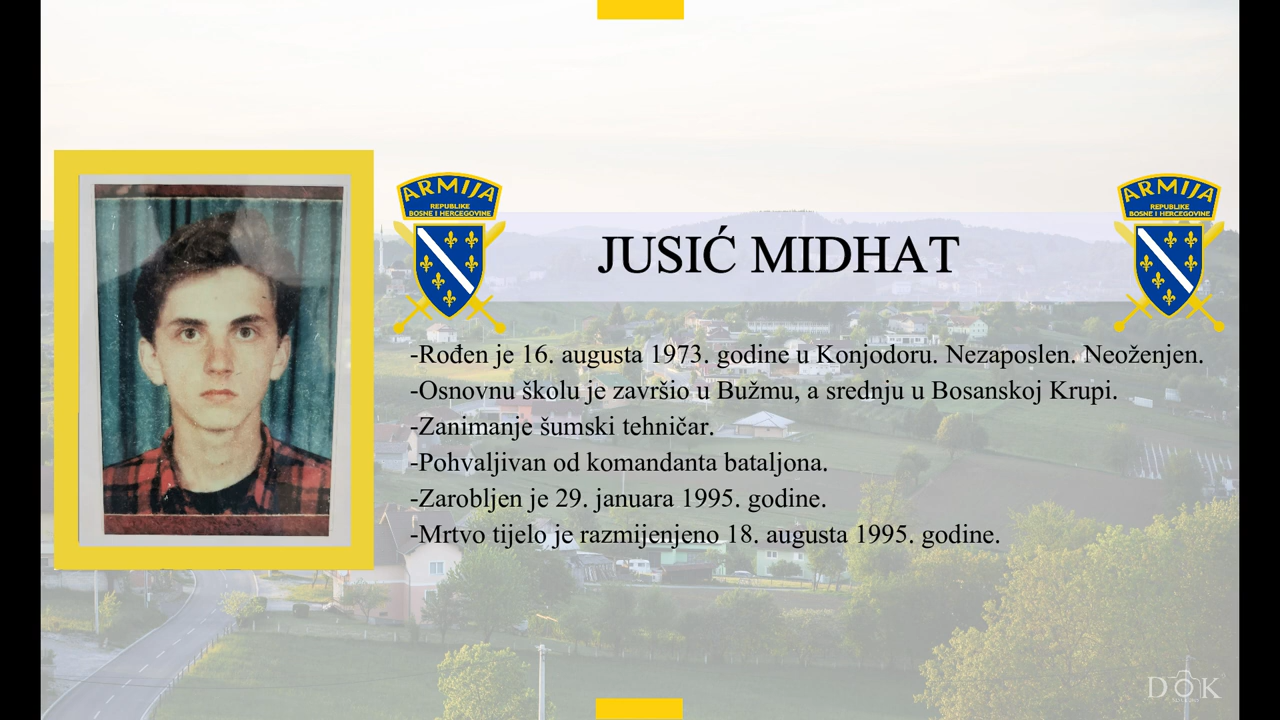 ARMIJA
REPUBLIKE
BOSNE I HERCEGOVINE
ARMIJA
REPUBLIKE
BOSNE I HERCEGOVINE
JUSIĆ MIDHAT
-Rođen je 16. augusta 1973. godine u Konjodoru. Nezaposlen. Neoženjen.
-Osnovnu školu je završio u Bužmu, a srednju u Bosanskoj Krupi.
-Zanimanje šumski tehničar.
-Pohvaljivan od komandanta bataljona.
-Zarobljen je 29. januara 1995. godine.
-Mrtvo tijelo je razmijenjeno 18. augusta 1995. godine.
DOK